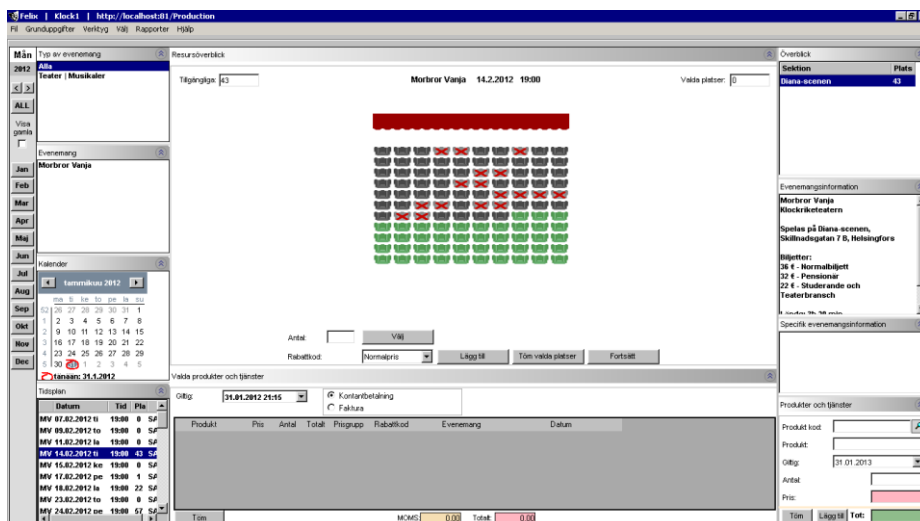 Felix | Klock1 | http://localhost:81/Production
Fil Grunduppgifter Verktyg Välj Rapporter Hjälp
Mån
2012
< >
ALL
Visa
gamla
Jan
Feb
Mar
Apr
Maj
Jun
Jul
Aug
Sep
Okt
Nov
Dec
Typ av evenemang
Alla
Teater | Musikaler
Evenemang
Morbror Vanja
Kalender
tammikuu 2012
ma ti ke to pe la su
52 26 27 28 29 30 31 1
1 2 3 4 5 6 7 8
2 9 10 11 12 13 14 15
3 16 17 18 19 20 21 22
4 23 24 25 26 27 28 29
5 30 31 1 2 3 4 5
tänään: 31.1.2012
Tidsplan
Datum Tid Pla
MV 07.02.2012 ti 19:00 0 SA
MV 09.02.2012 to 19:00 0 SA
MV 11.02.2012 la 19:00 0 SA
MV 14.02.2012 ti 19:00 43 SA
MV 15.02.2012 ke 19:00 0 SA
MV 17.02.2012 pe 19:00 1 SA
MV 18.02.2012 la 19:00 22 SA
MV 23.02.2012 to 19:00 0 SA
MV 24.02.2012 pe 19:00 57 SA
Resursöverblick
Tillgängliga: 43
Morbror Vanja 14.2.2012 19:00
Valda platser: 0
Antal: Välj
Rabattkod: Normalpris Lägg till Töm valda platser Fortsätt
Valda produkter och tjänster
Giltig: 31.01.2012 21:15
Kontantbetalning
Faktura
Produkt Pris Antal Totalt Prisgrupp Rabattkod Evenemang Datum
Töm MOMS: 0.00 Totalt: 0.00
Överblick
Sektion Plats
Diana-scenen 43
Evenemangsinformation
Morbror Vanja
Klockriketeatern
Spelas på Diana-scenen,
Skillnadsgatan 7 B, Helsingfors
Biljetter:
36 € - Normalbiljett
32 € - Pensionär
22 € - Studerande och
Teaterbransch
Specifik evenemangsinformation
Produkter och tjänster
Produkt kod:
Produkt:
Giltig: 31.01.2013
Antal:
Pris:
Töm Lägg till Tot: